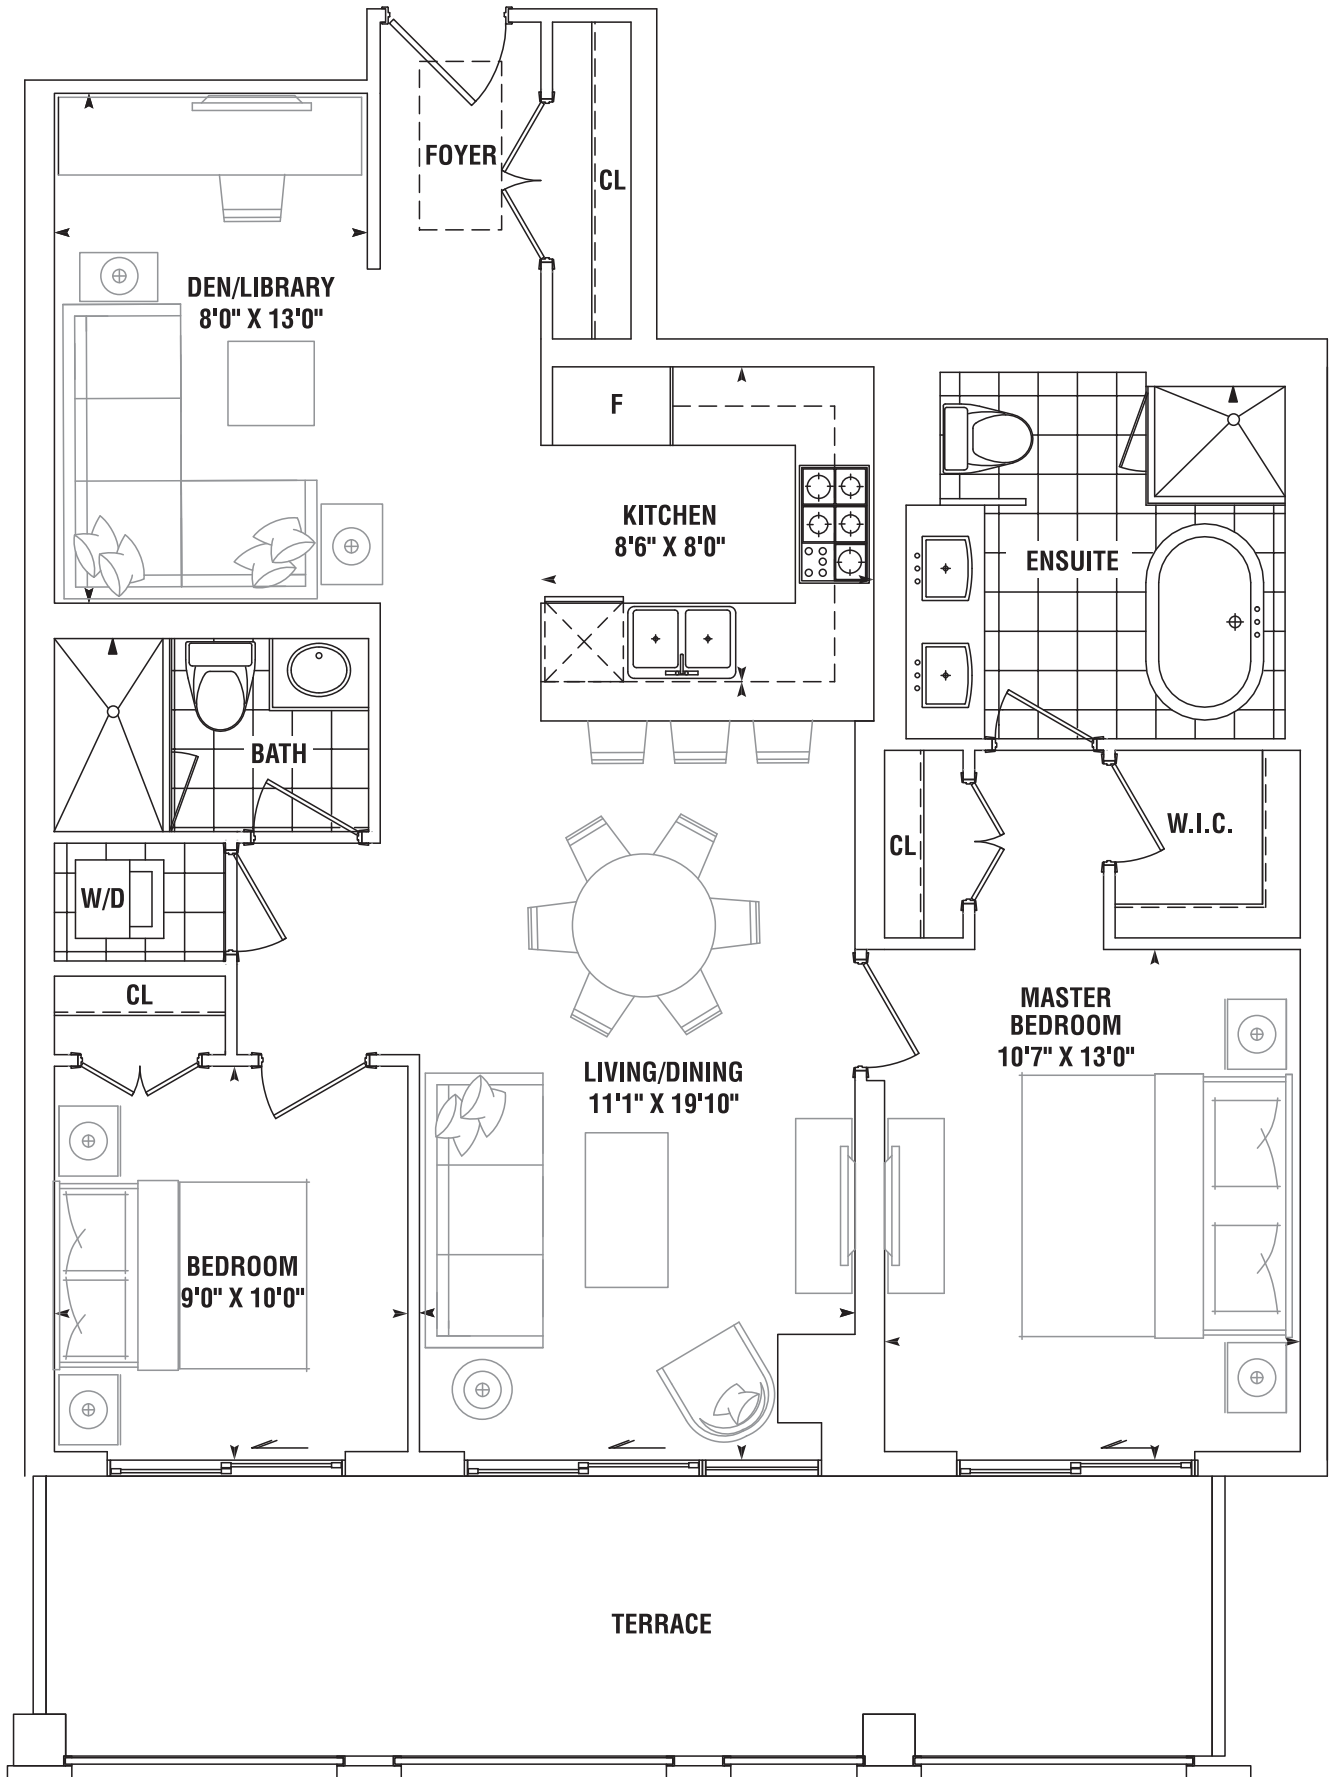 FOYER
CL
DEN/LIBRARY
8'0" X 13'0"
F
KITCHEN
8'6" X 8'0"
ENSUITE
BATH
W.I.C.
CL
W/D
CL
MASTER
BEDROOM
10'7" X 13'0"
LIVING/DINING
11'1" X 19'10"
BEDROOM
9'0" X 10'0"
TERRACE